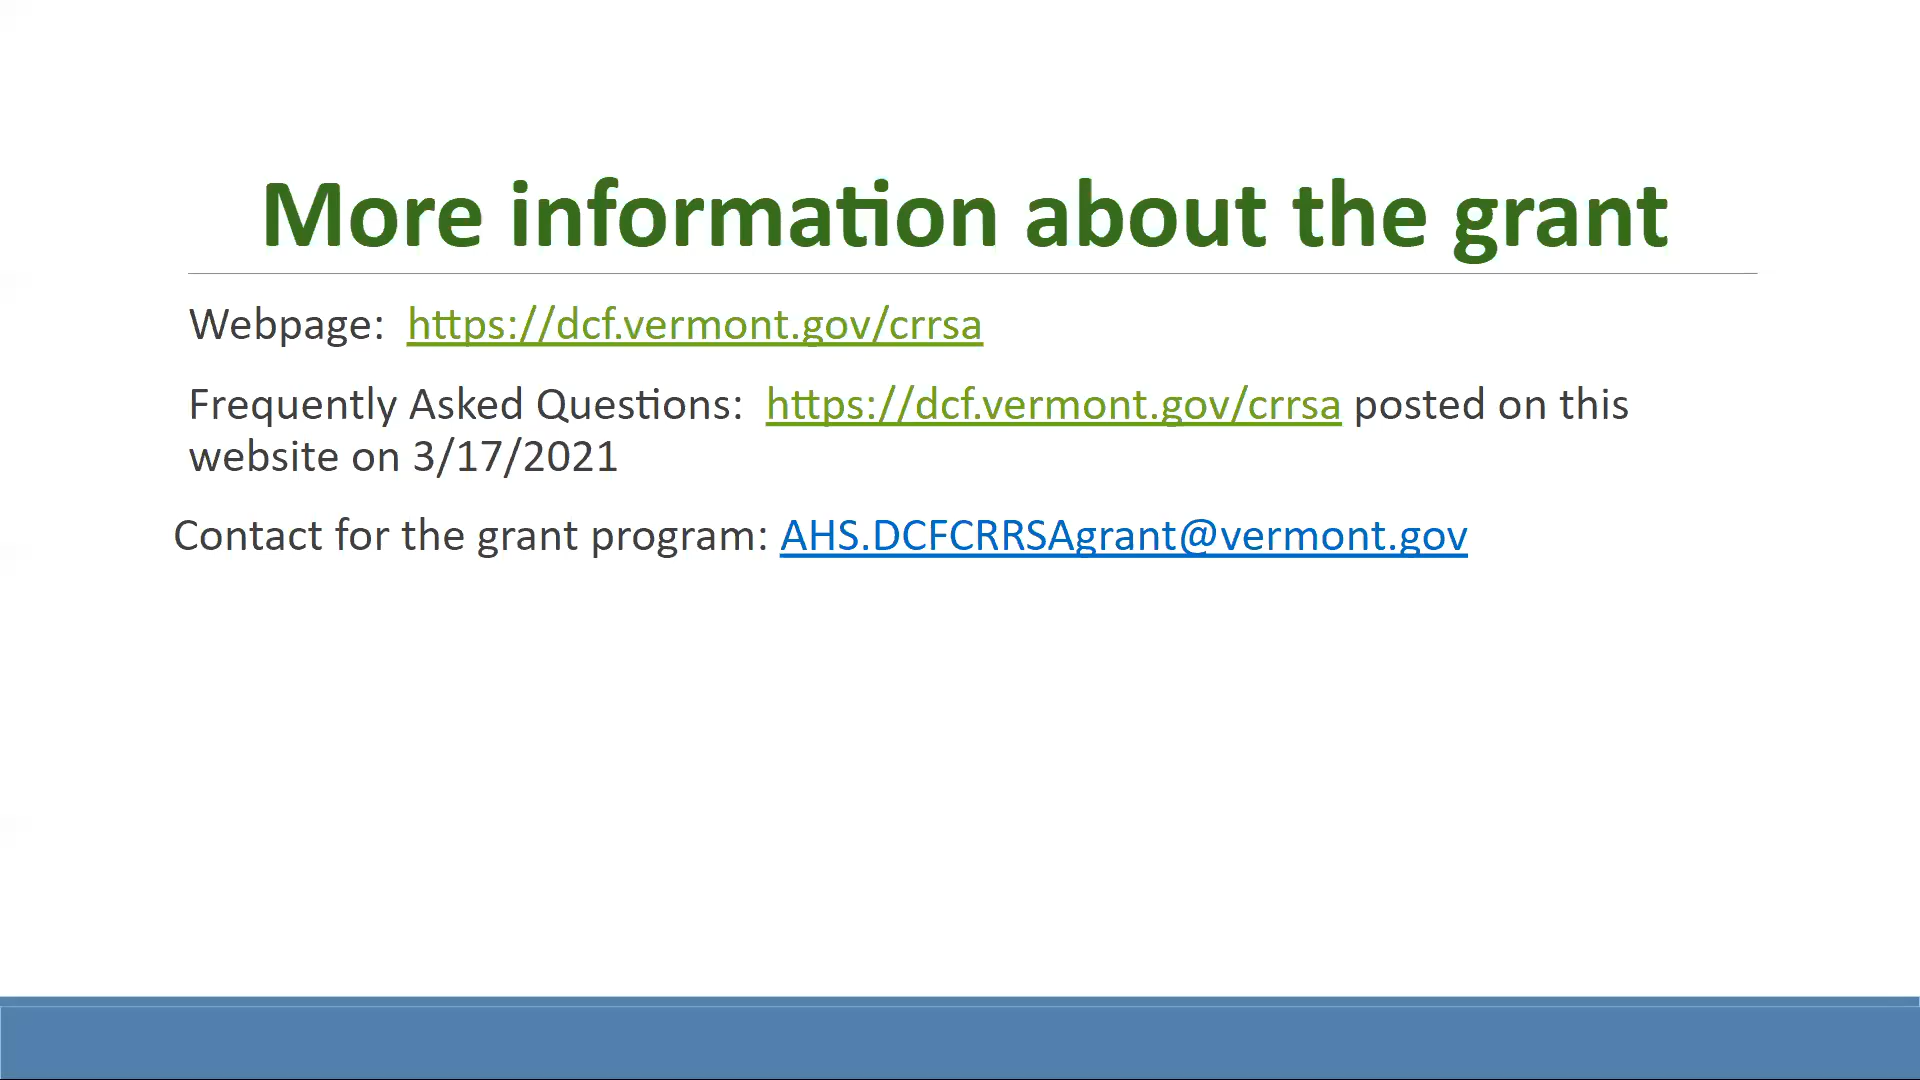 More information about the grant
Webpage: https://dcf.vermont.gov/crrsa
Frequently Asked Questions: https://dcf.vermont.gov/crrsa posted on this
website on 3/17/2021
Contact for the grant program: AHS.DCFCRRSAgrant@vermont.gov